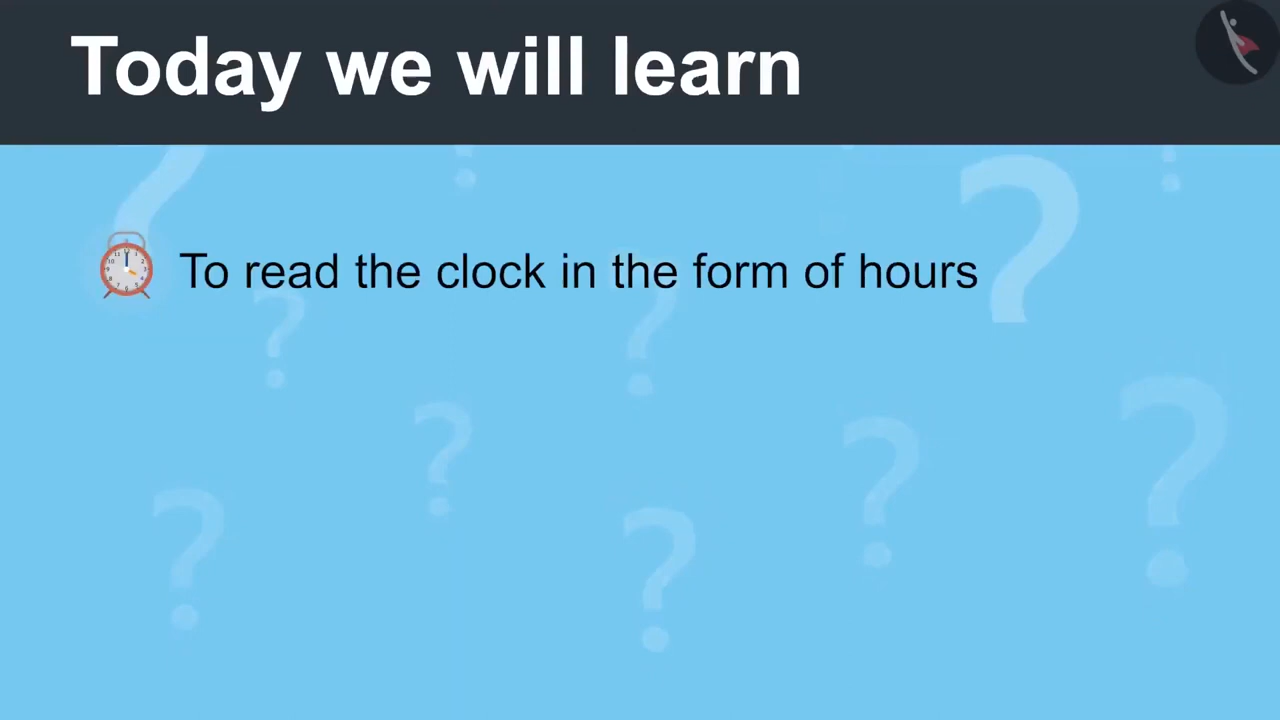 Today we will learn
To read the clock in the form of hours